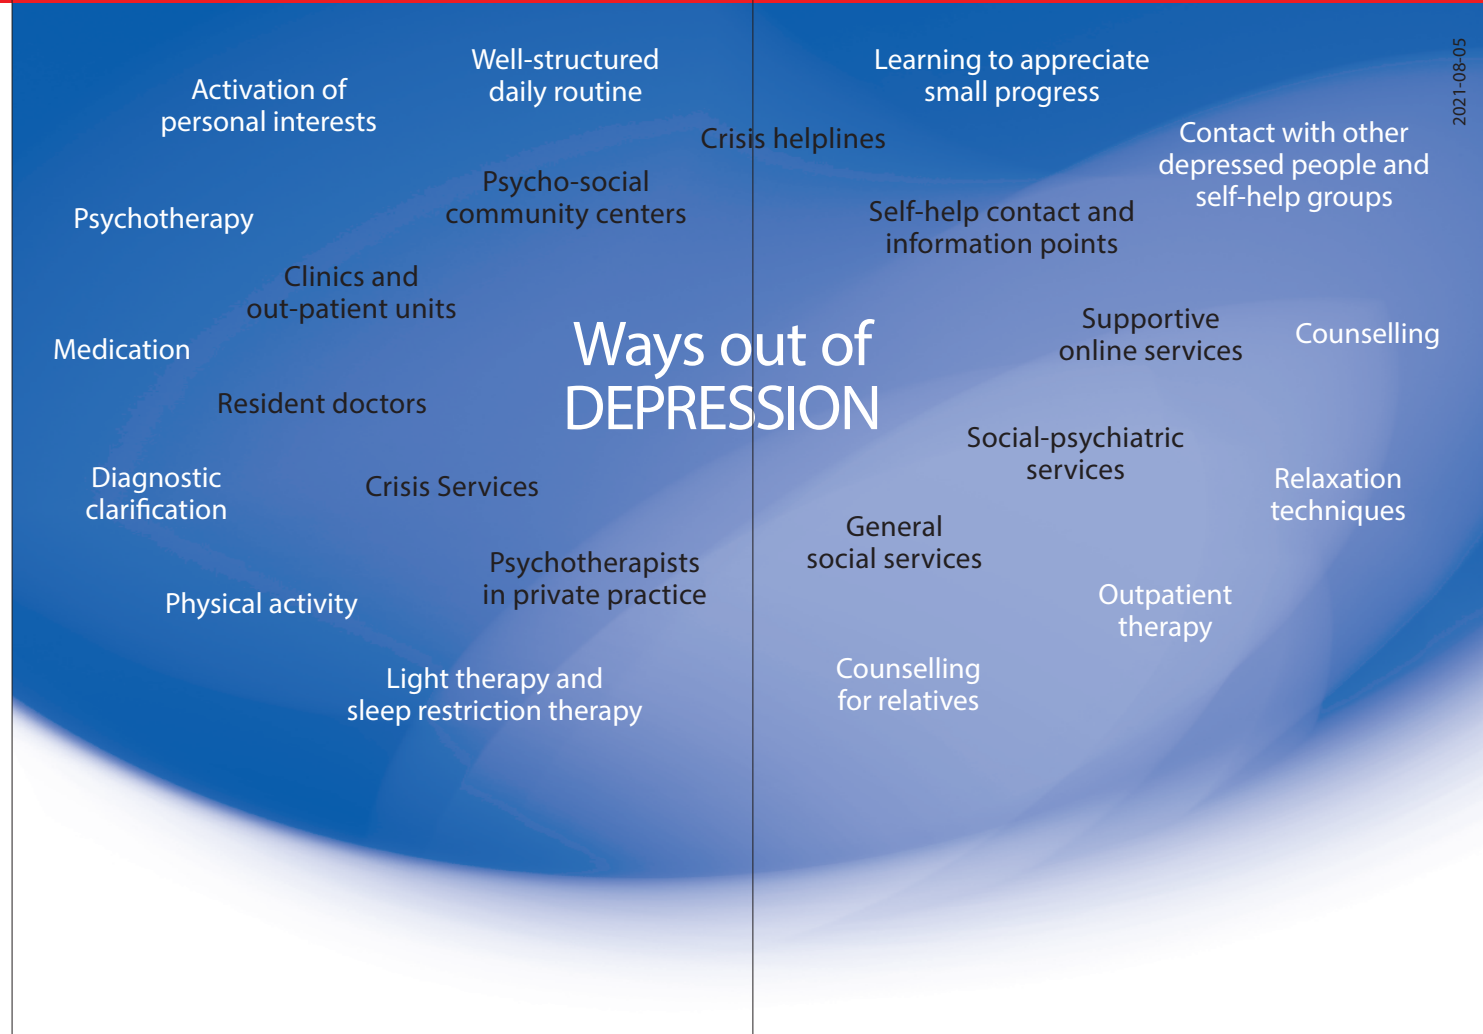 Well-structured
daily routine
Learning to appreciate
small progress
2021-08-05
Activation of
personal interests
Crisis helplines
Contact with other
depressed people and
self-help groups
Psycho-social
community centers
Psychotherapy
Self-help contact and
information points
Clinics and
out-patient units
Ways out of
DEPRESSION
Supportive
online services
Counselling
Medication
Resident doctors
Social-psychiatric
services
Diagnostic
clarification
Crisis Services
Relaxation
techniques
General
social services
Psychotherapists
in private practice
Physical activity
Outpatient
therapy
Light therapy and
sleep restriction therapy
Counselling
for relatives